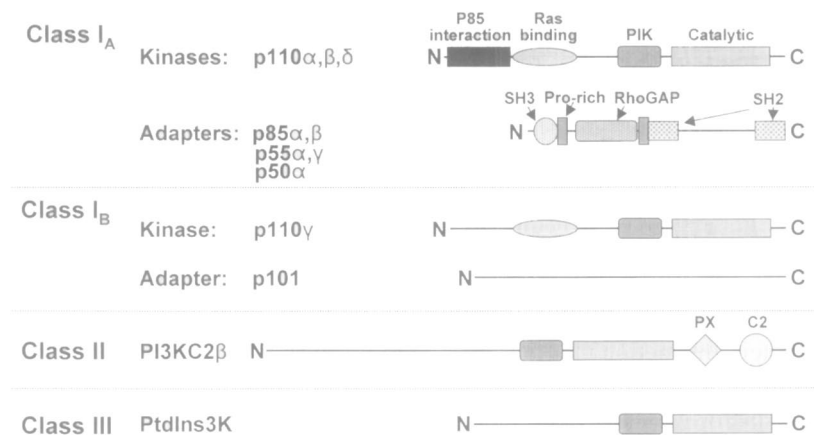 P85 interaction Ras binding PIK Catalytic
Class IA Kinases: p110α,β,δ N C
SH3 Pro-rich RhoGAP SH2
Adapters: p85α,β N C
p55α,γ
p50α
Class IB
Kinase: p110γ N C
Adapter: p101 N C
PX C2
Class II PI3KC2β N C
Class III PtdIns3K N C